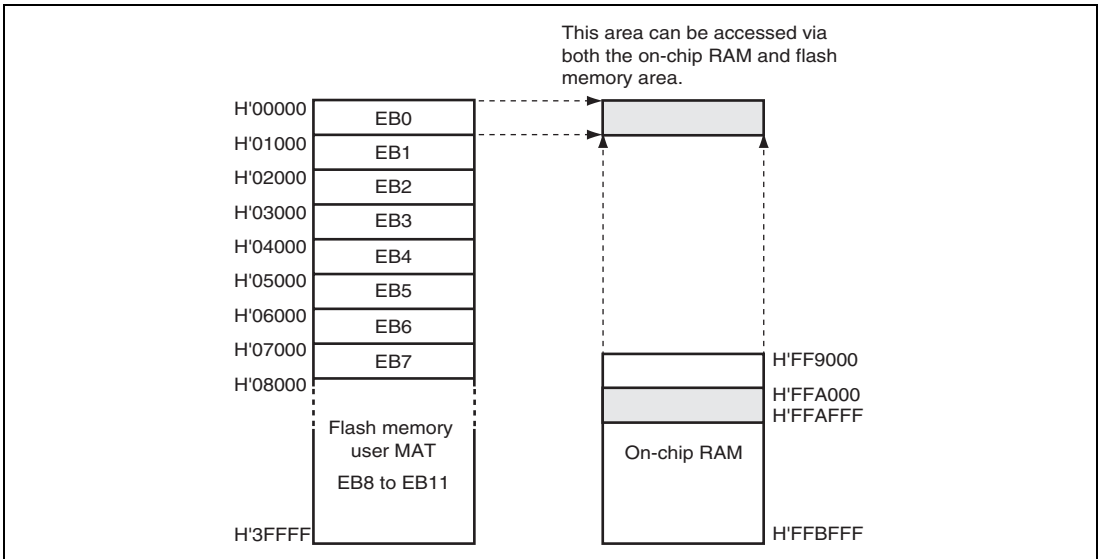 This area can be accessed via
both the on-chip RAM and flash
memory area.
H'00000
EB0
H'01000
EB1
H'02000
EB2
H'03000
EB3
H'04000
EB4
H'05000
EB5
H'06000
EB6
H'07000
EB7
H'08000
Flash memory
user MAT
EB8 to EB11
H'3FFFF
H'FF9000
H'FFA000
H'FFAFFF
On-chip RAM
H'FFBFFF